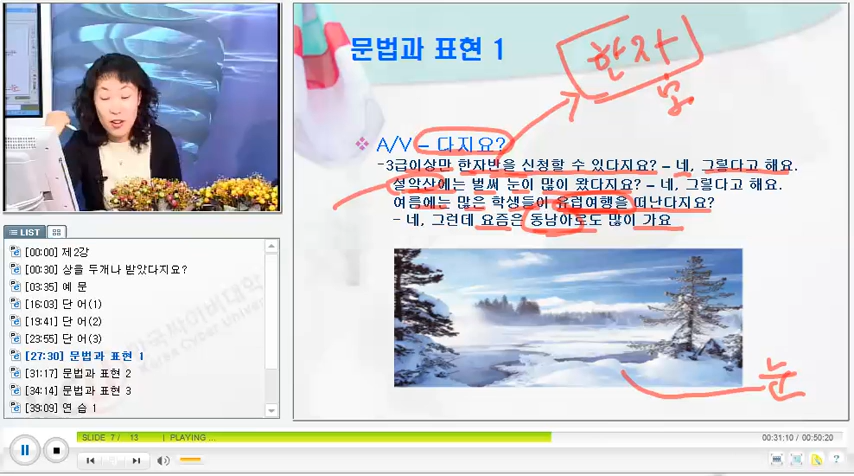 문법과 표현 1
한자
A/V – 다지요?
-3급이상만 한자반을 신청할 수 있다지요? – 네, 그렇다고 해요.
설악산에는 벌써 눈이 많이 왔다지요? – 네, 그렇다고 해요.
여름에는 많은 학생들이 유럽여행을 떠난다지요?
- 네, 그런데 요즘은 동남아로도 많이 가요
눈
LIST
[00:00] 제2강
[00:30] 상을 두개나 받았다지요?
[03:35] 예 문
[16:03] 단 어(1)
[19:41] 단 어(2)
[23:55] 단 어(3)
[27:30] 문법과 표현 1
[31:17] 문법과 표현 2
[34:14] 문법과 표현 3
[39:09] 연 습 1
SLIDE 7 / 13 | PLAYING ...
00:31:10 / 00:50:20